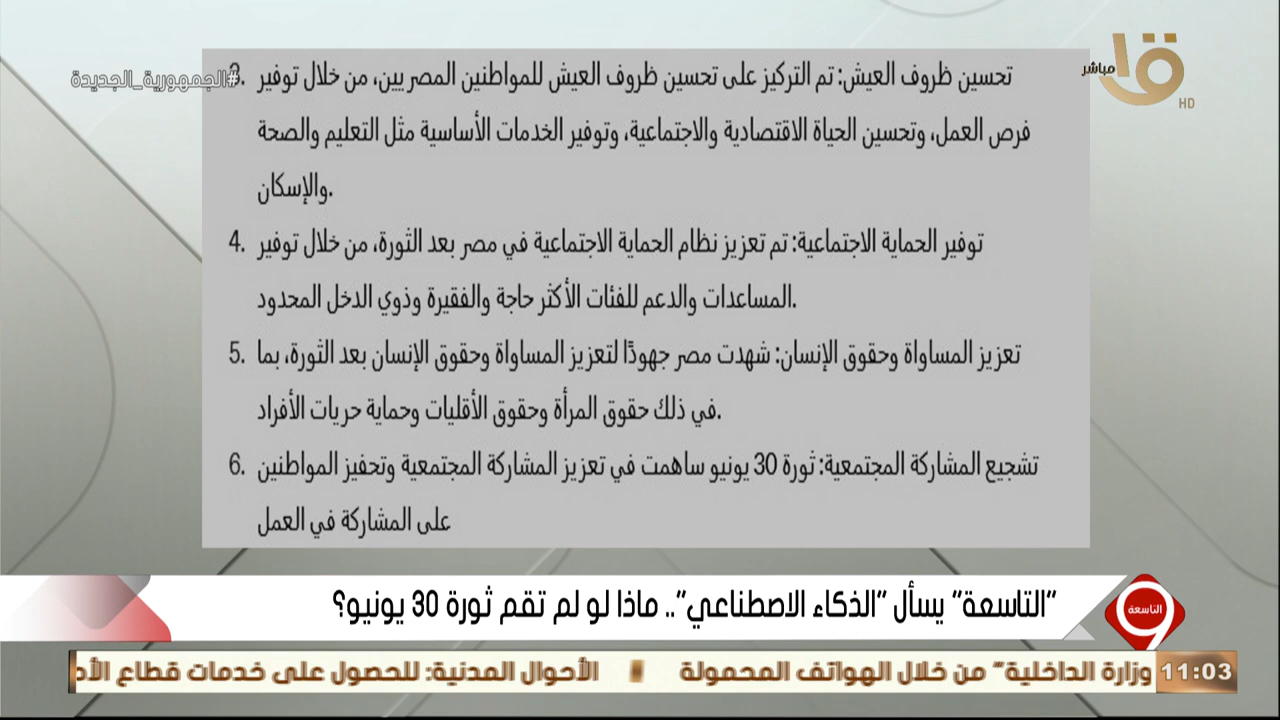 #الجمهورية_الجديدة
مباشر
HD
3. تحسين ظروف العيش: تم التركيز على تحسين ظروف العيش للمواطنين المصريين، من خلال توفير
فرص العمل، وتحسين الحياة الاقتصادية والاجتماعية، وتوفير الخدمات الأساسية مثل التعليم والصحة
والإسكان.
4. توفير الحماية الاجتماعية: تم تعزيز نظام الحماية الاجتماعية في مصر بعد الثورة، من خلال توفير
المساعدات والدعم للفئات الأكثر حاجة والفقيرة وذوي الدخل المحدود.
5. تعزيز المساواة وحقوق الإنسان: شهدت مصر جهودًا لتعزيز المساواة وحقوق الإنسان بعد الثورة، بما
في ذلك حقوق المرأة وحقوق الأقليات وحماية حريات الأفراد.
6. تشجيع المشاركة المجتمعية: ثورة 30 يونيو ساهمت في تعزيز المشاركة المجتمعية وتحفيز المواطنين
على المشاركة في العمل
"التاسعة" يسأل "الذكاء الاصطناعي".. ماذا لو لم تقم ثورة 30 يونيو؟
التاسعة
11:03 وزارة الداخلية" من خلال الهواتف المحمولة الأحوال المدنية: للحصول على خدمات قطاع